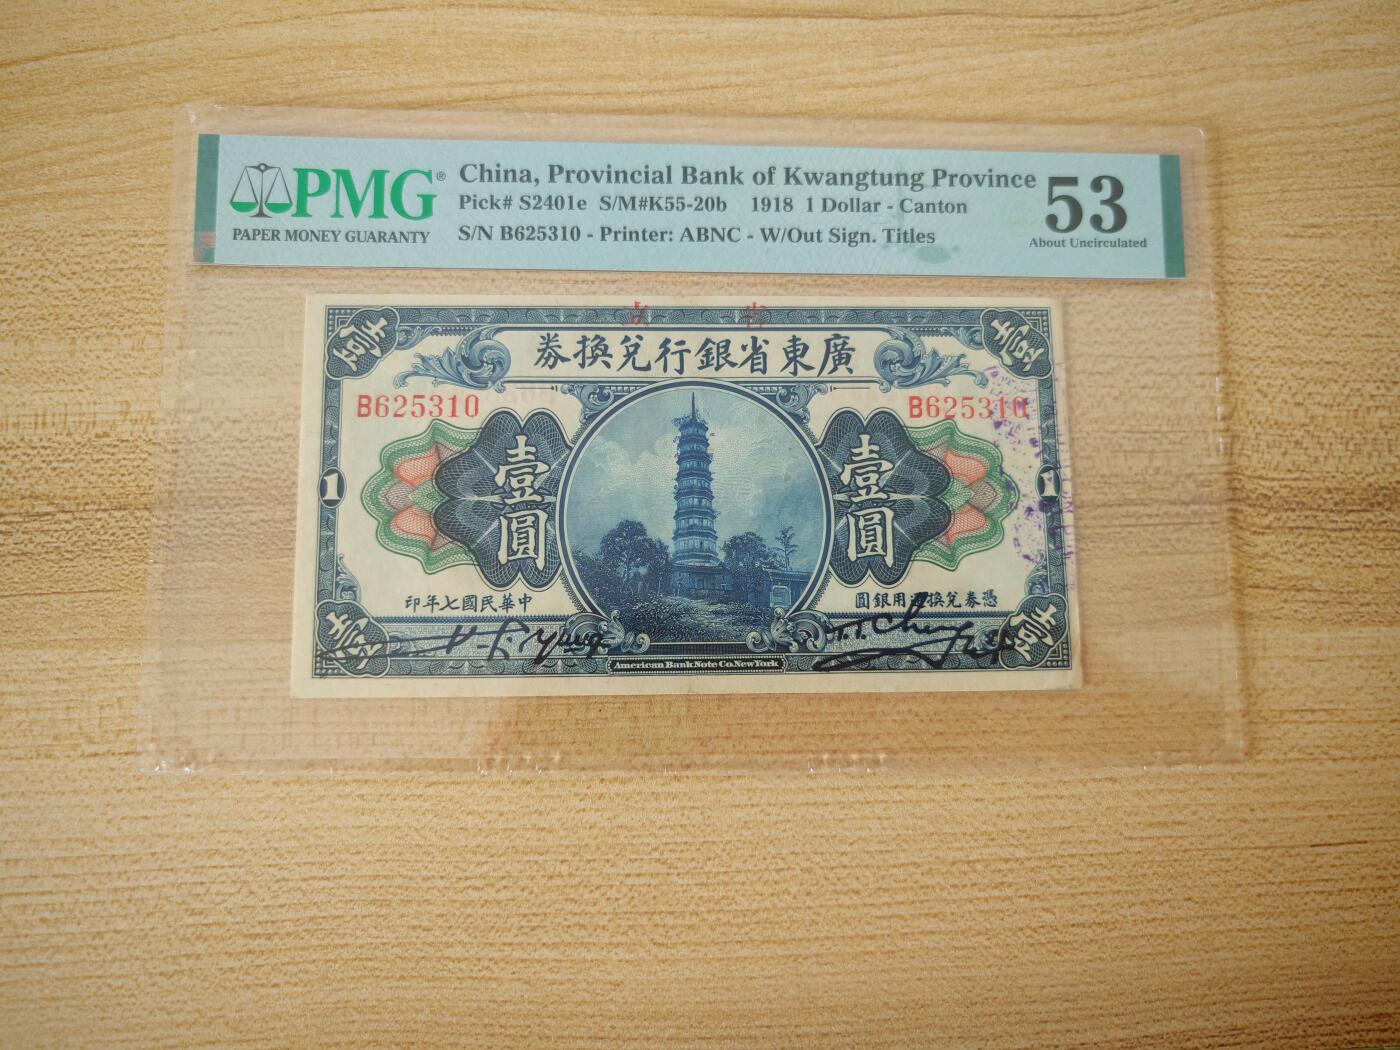 PMG®
PAPER MONEY GUARANTY
China, Provincial Bank of Kwangtung Province
Pick# S2401e S/M#K55-20b 1918 1 Dollar - Canton
S/N B625310 - Printer: ABNC - W/Out Sign. Titles
53
About Uncirculated
立 省
券換兌行銀省東廣
B625310
B625310
壹圓
壹圓
1
1
印年七國民華中
圓銀用通換兌券憑
American Bank Note Co. New York